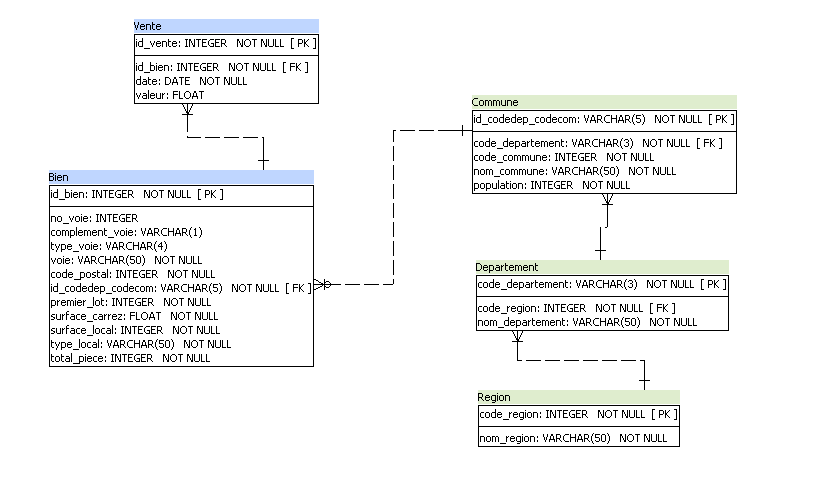 Vente
id_vente: INTEGER NOT NULL [ PK ]
id_bien: INTEGER NOT NULL [ FK ]
date: DATE NOT NULL
valeur: FLOAT
Bien
id_bien: INTEGER NOT NULL [ PK ]
no_voie: INTEGER
complement_voie: VARCHAR(1)
type_voie: VARCHAR(4)
voie: VARCHAR(50) NOT NULL
code_postal: INTEGER NOT NULL
id_codedep_codecom: VARCHAR(5) NOT NULL [ FK ]
premier_lot: INTEGER NOT NULL
surface_carrez: FLOAT NOT NULL
surface_local: INTEGER NOT NULL
type_local: VARCHAR(50) NOT NULL
total_piece: INTEGER NOT NULL
Commune
id_codedep_codecom: VARCHAR(5) NOT NULL [ PK ]
code_departement: VARCHAR(3) NOT NULL [ FK ]
code_commune: INTEGER NOT NULL
nom_commune: VARCHAR(50) NOT NULL
population: INTEGER NOT NULL
Departement
code_departement: VARCHAR(3) NOT NULL [ PK ]
code_region: INTEGER NOT NULL [ FK ]
nom_departement: VARCHAR(50) NOT NULL
Region
code_region: INTEGER NOT NULL [ PK ]
nom_region: VARCHAR(50) NOT NULL